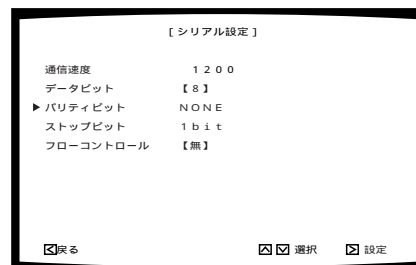 [シリアル設定]
通信速度 1200
データビット 【8】
▶パリティビット NONE
ストップビット 1bit
フローコントロール 【無】
<戻る ∧∨ 選択 > 設定